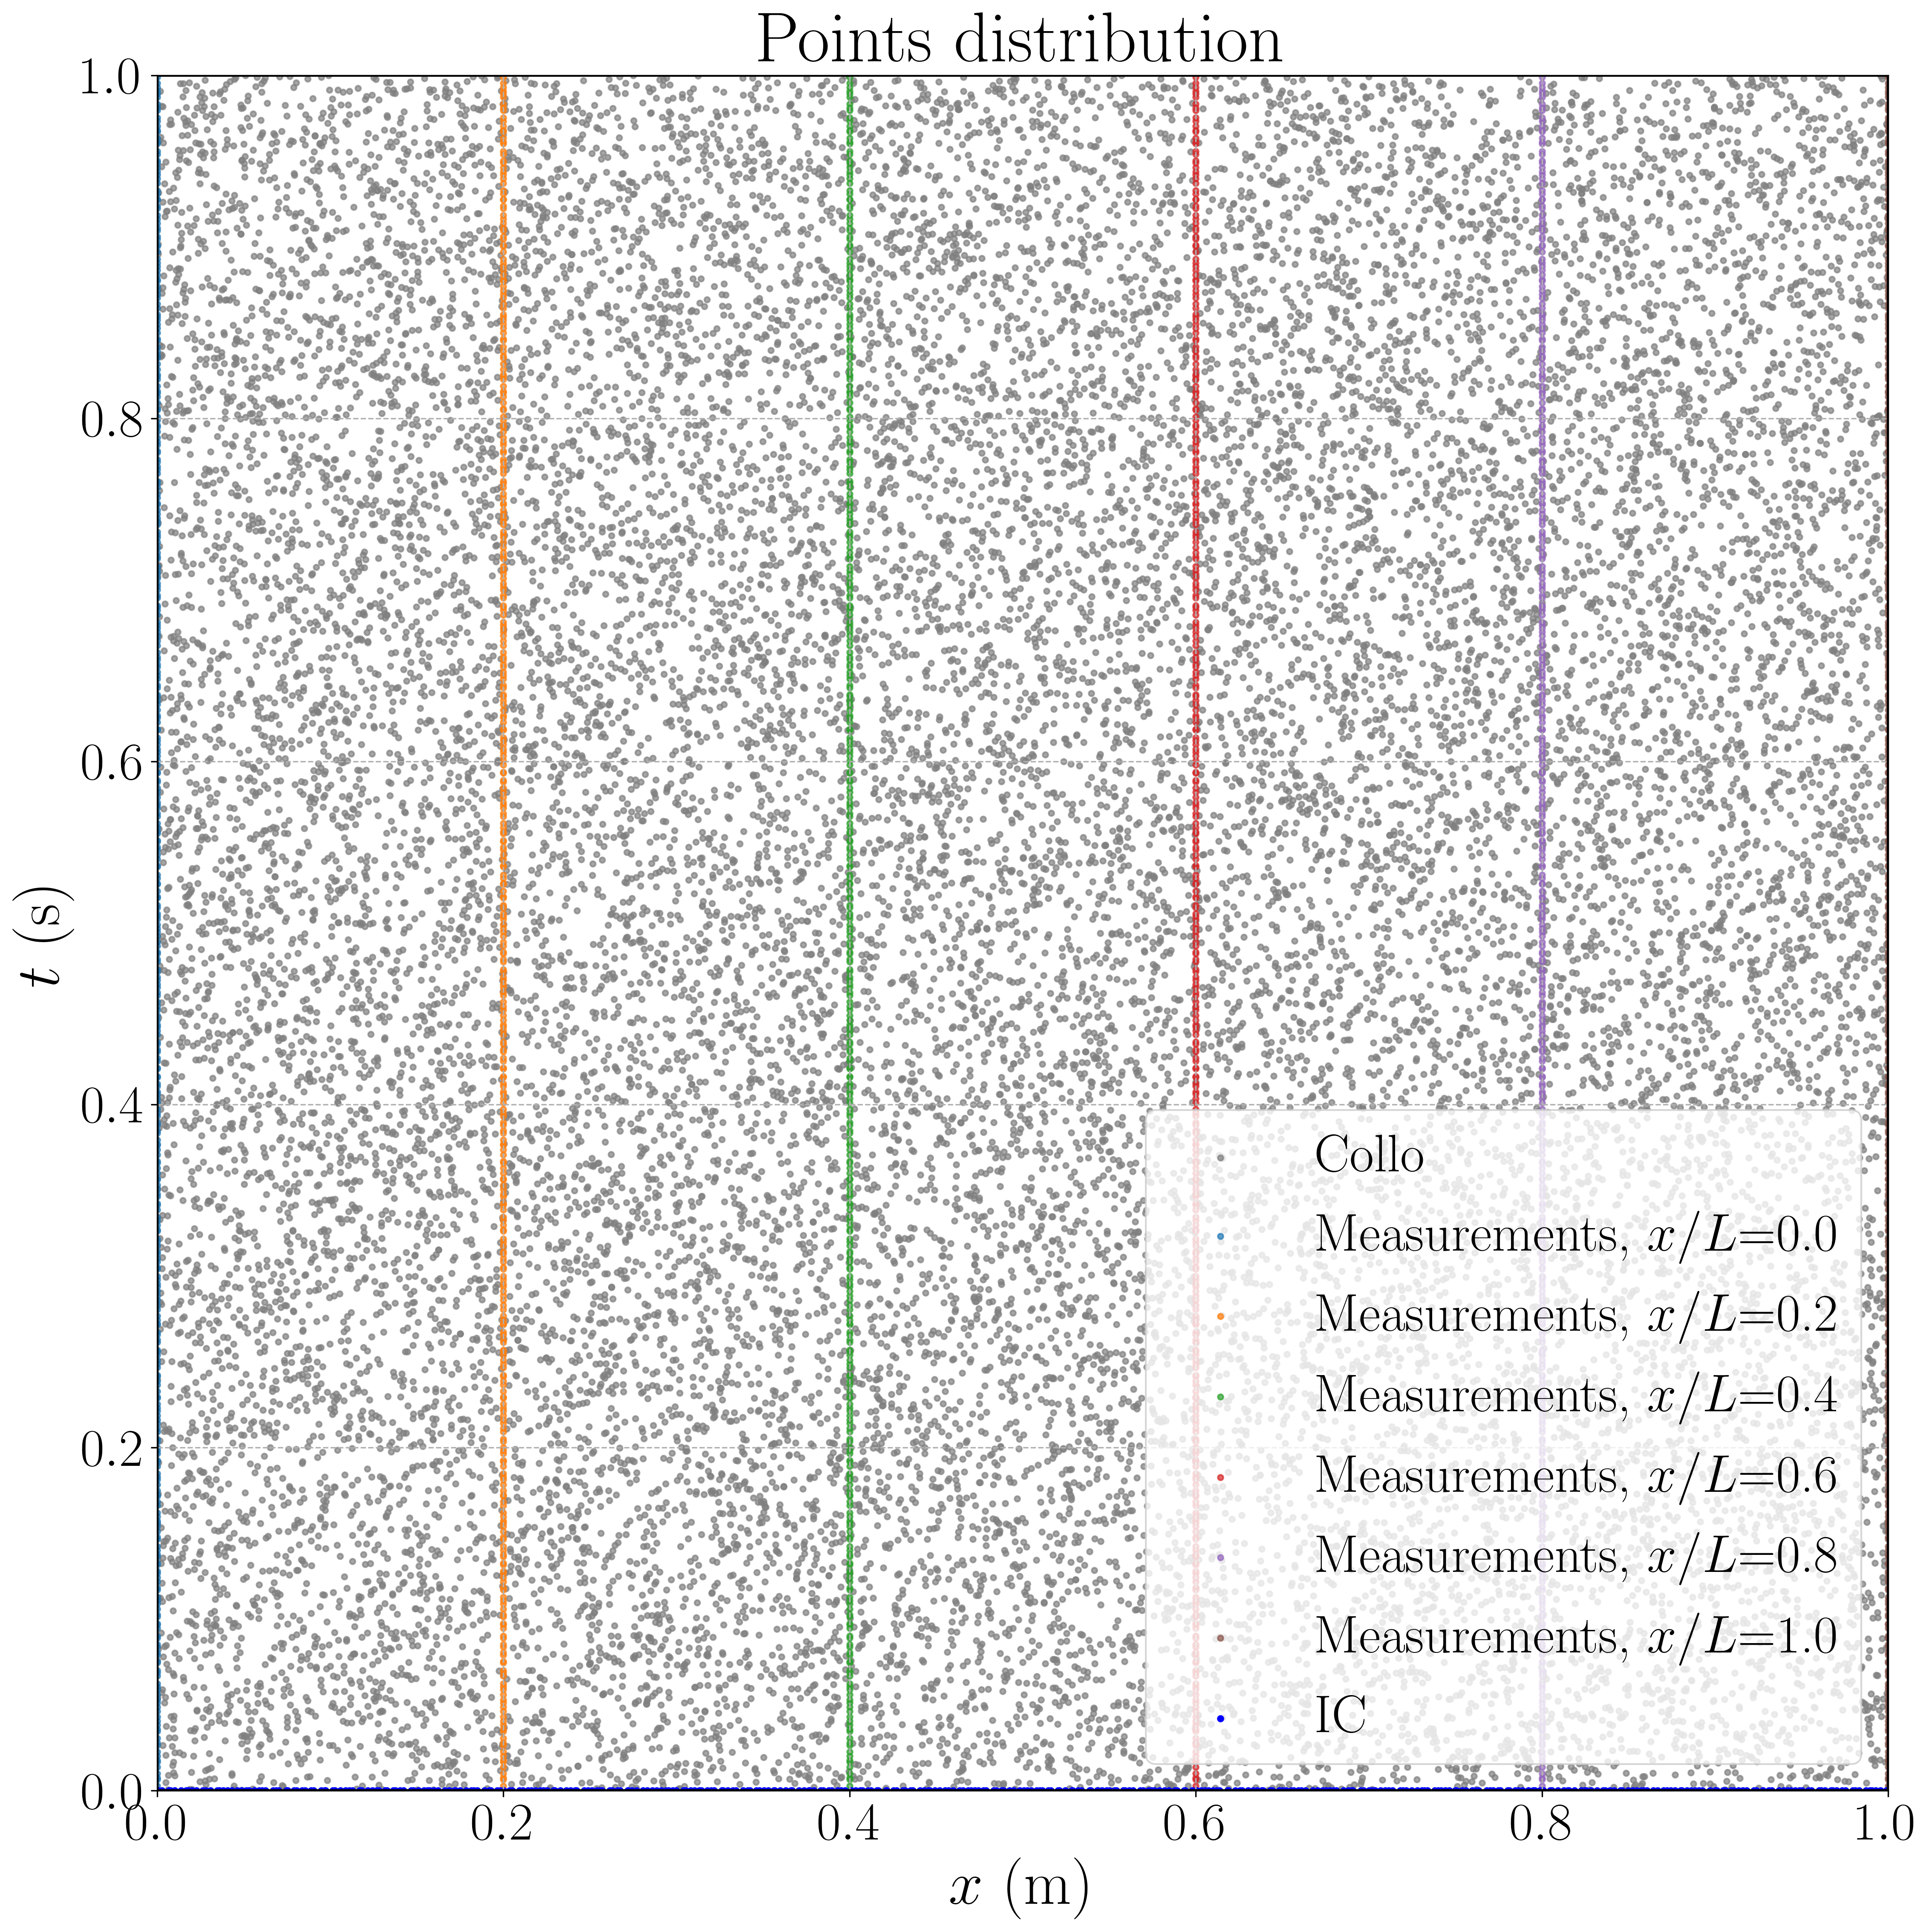 Points distribution
1.0
0.8
0.6
0.4
0.2
0.0
t (s)
Collo
Measurements, x/L=0.0
Measurements, x/L=0.2
Measurements, x/L=0.4
Measurements, x/L=0.6
Measurements, x/L=0.8
Measurements, x/L=1.0
IC
0.0 0.2 0.4 0.6 0.8 1.0
x (m)